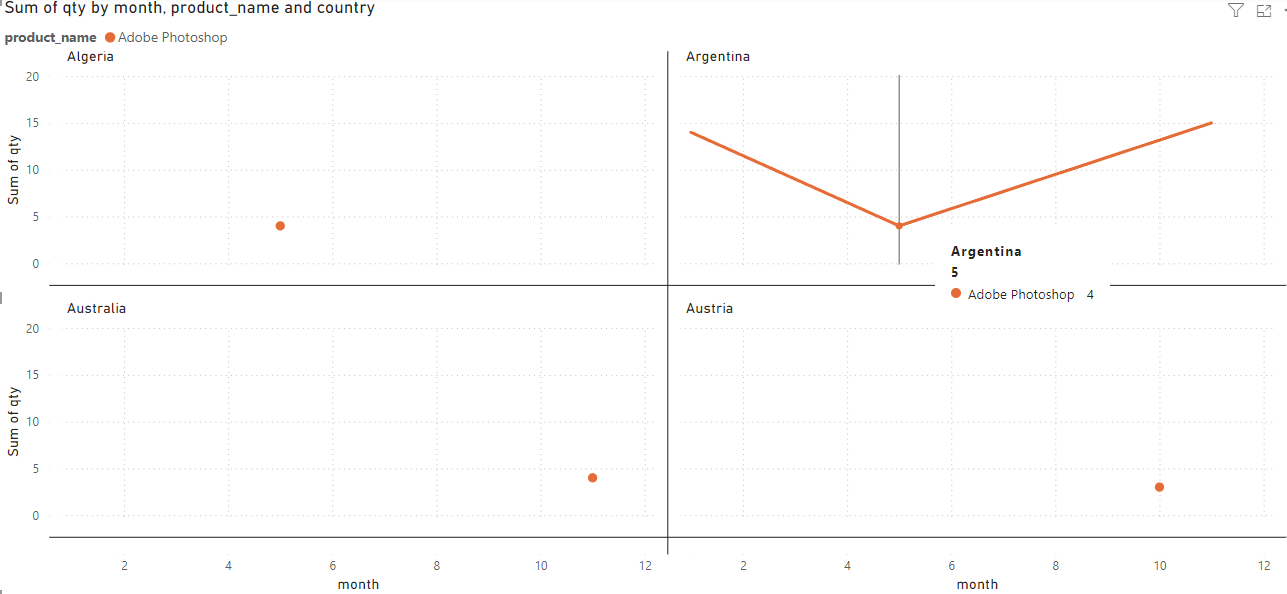 Sum of qty by month, product_name and country
product_name Adobe Photoshop
Algeria
Argentina
20
15
10
5
0
Sum of qty
Argentina
5
Adobe Photoshop 4
Australia
Austria
20
15
10
5
0
Sum of qty
2 4 6 8 10 12
2 4 6 8 10 12
month
month